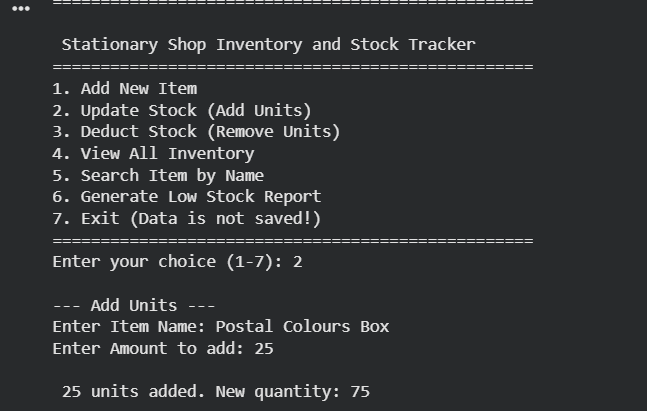 ==================================================
Stationary Shop Inventory and Stock Tracker
==================================================
1. Add New Item
2. Update Stock (Add Units)
3. Deduct Stock (Remove Units)
4. View All Inventory
5. Search Item by Name
6. Generate Low Stock Report
7. Exit (Data is not saved!)
==================================================
Enter your choice (1-7): 2
--- Add Units ---
Enter Item Name: Postal Colours Box
Enter Amount to add: 25
25 units added. New quantity: 75